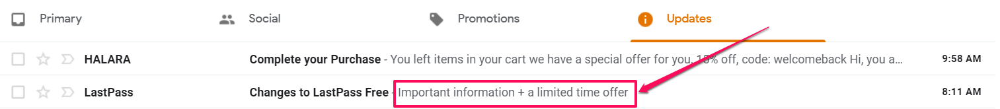 Primary Social Promotions Updates
HALARA Complete your Purchase - You left items in your cart we have a special offer for you, 15% off, code: welcomeback Hi, you a... 9:58 AM
LastPass Changes to LastPass Free - Important information + a limited time offer 8:11 AM